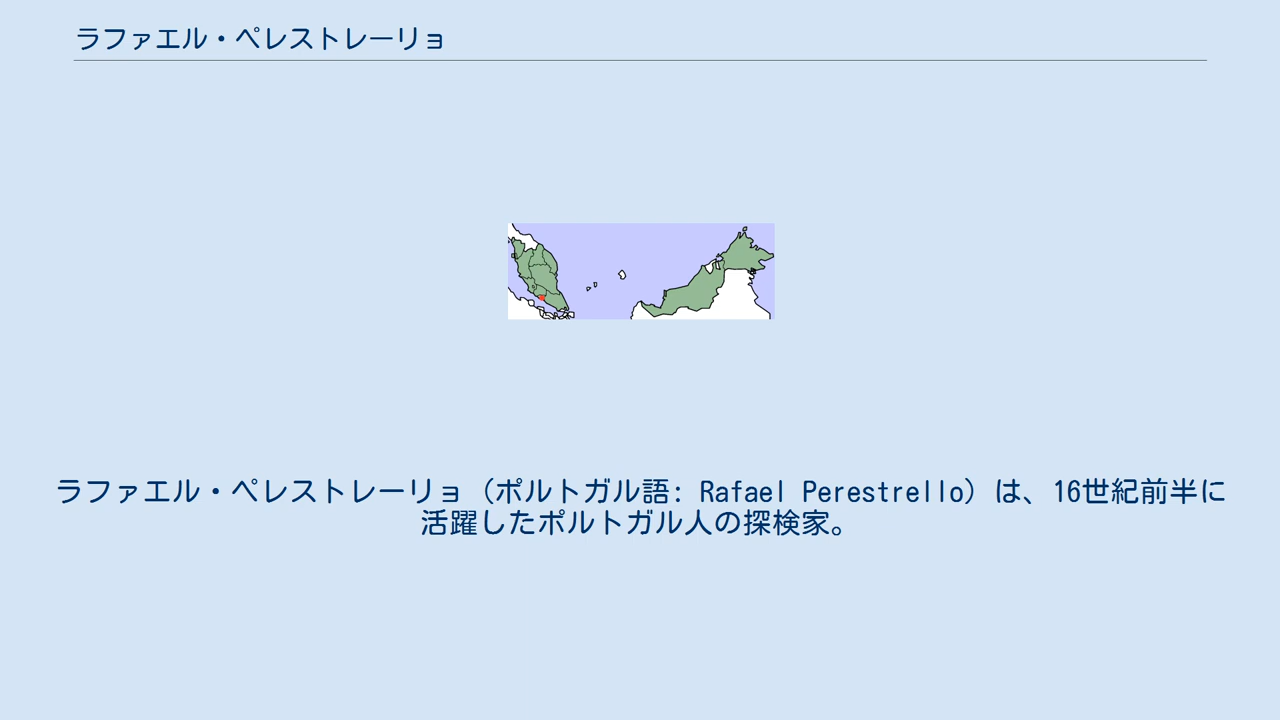 ラファエル・ペレストレーリョ
ラファエル・ペレストレーリョ（ポルトガル語: Rafael Perestrello）は、16世紀前半に
活躍したポルトガル人の探検家。